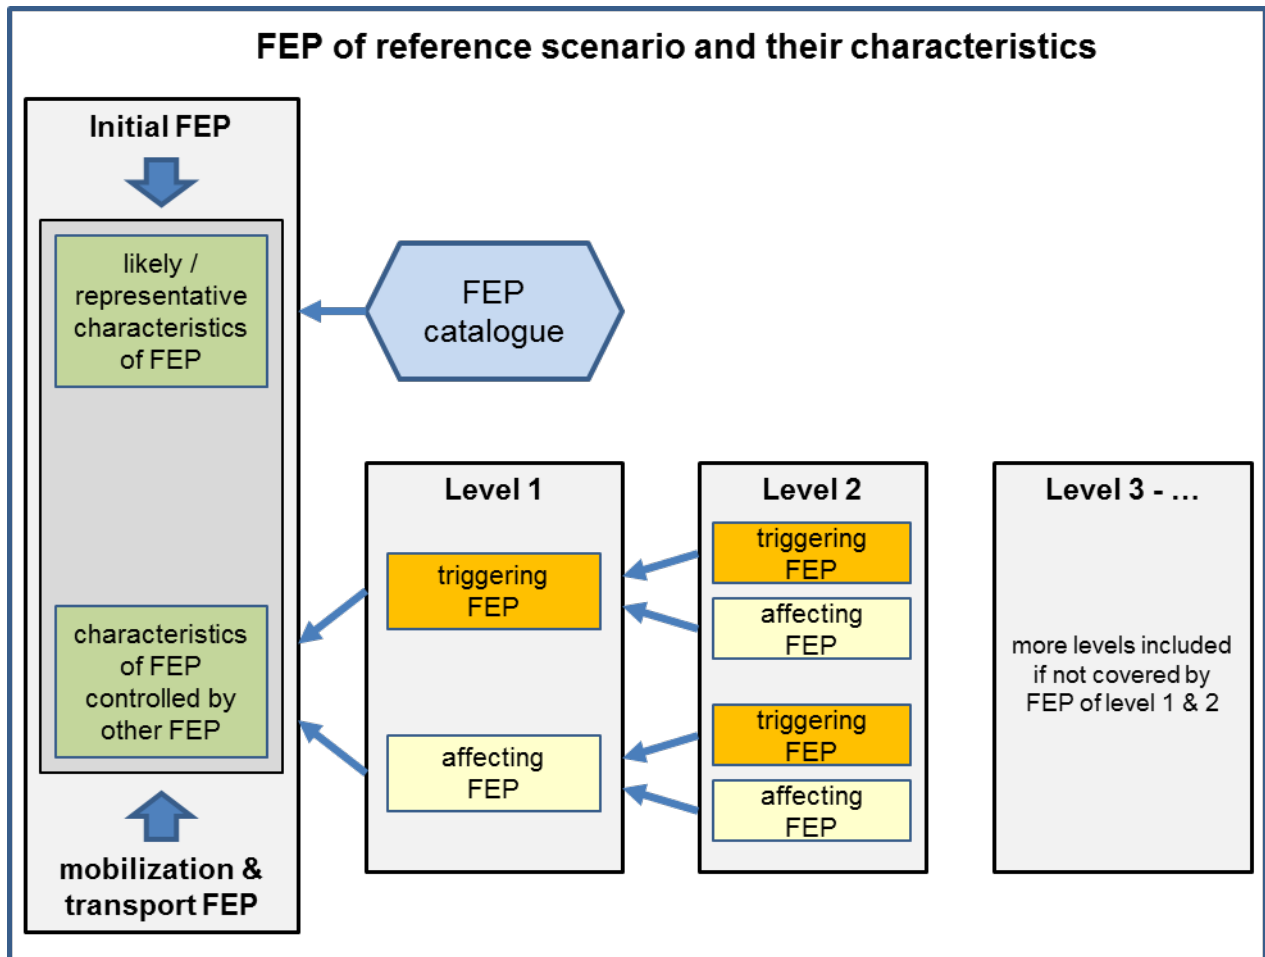 FEP of reference scenario and their characteristics
Initial FEP
likely /
representative
characteristics
of FEP
FEP
catalogue
characteristics
of FEP
controlled by
other FEP
mobilization &
transport FEP
Level 1
triggering
FEP
affecting
FEP
Level 2
triggering
FEP
affecting
FEP
triggering
FEP
affecting
FEP
Level 3 - ...
more levels included
if not covered by
FEP of level 1 & 2